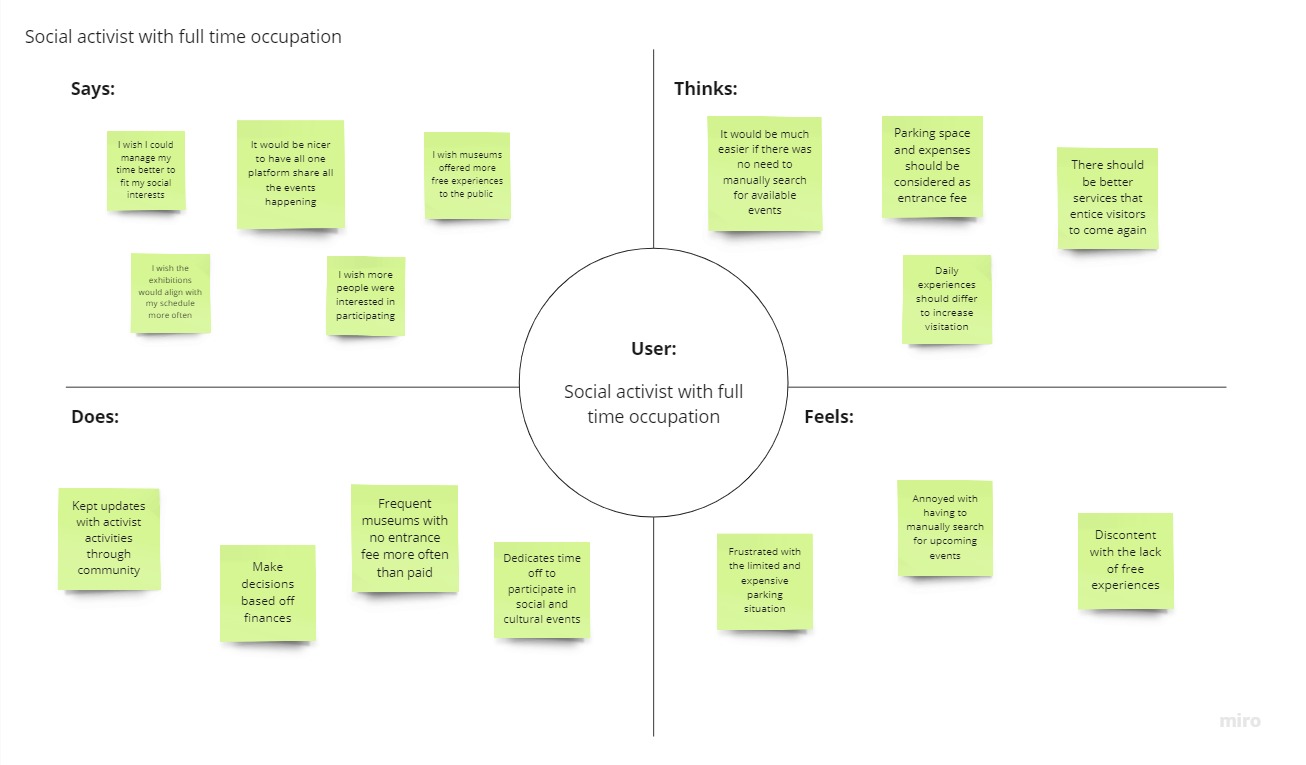 Social activist with full time occupation
Says:
I wish I could
manage my
time better to
fit my social
interests
It would be nicer
to have all one
platform share all
the events
happening
I wish museums
offered more
free experiences
to the public
I wish the
exhibitions
would align with
my schedule
more often
I wish more
people were
interested in
participating
Thinks:
It would be much
easier if there was
no need to
manually search
for available
events
Parking space
and expenses
should be
considered as
entrance fee
There should
be better
services that
entice visitors
to come again
Daily
experiences
should differ
to increase
visitation
User:
Social activist with full
time occupation
Does:
Kept updates
with activist
activities
through
community
Make
decisions
based off
finances
Frequent
museums with
no entrance
fee more often
than paid
Dedicates time
off to
participate in
social and
cultural events
Feels:
Frustrated with
the limited and
expensive
parking
situation
Annoyed with
having to
manually search
for upcoming
events
Discontent
with the lack
of free
experiences
miro